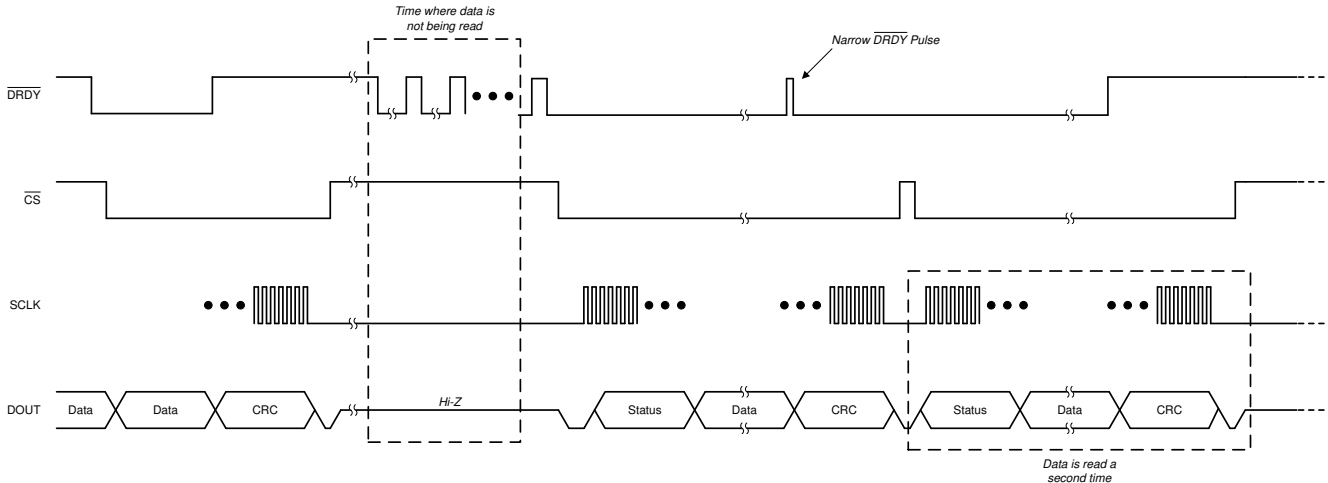 Time where data is
not being read
Narrow DRDY Pulse
DRDY
CS
SCLK
DOUT
Data
Data
CRC
Hi-Z
Status
Data
CRC
Status
Data
CRC
Data is read a
second time